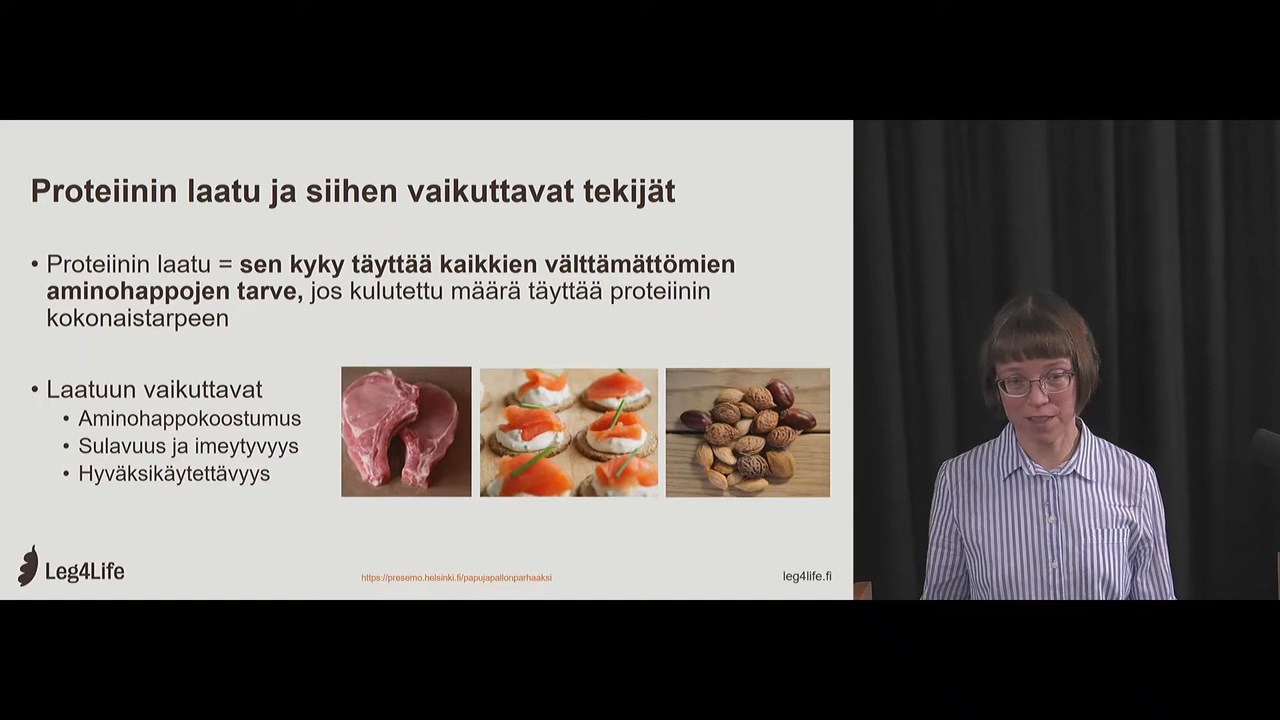 Proteiinin laatu ja siihen vaikuttavat tekijät
• Proteiinin laatu = sen kyky täyttää kaikkien välttämättömien
aminohappojen tarve, jos kulutettu määrä täyttää proteiinin
kokonaistarpeen
• Laatuun vaikuttavat
• Aminohappokoostumus
• Sulavuus ja imeytyvyys
• Hyväksikäytettävyys
Leg4Life
https://presemo.helsinki.fi/papujapallonparhaaksi
leg4life.fi